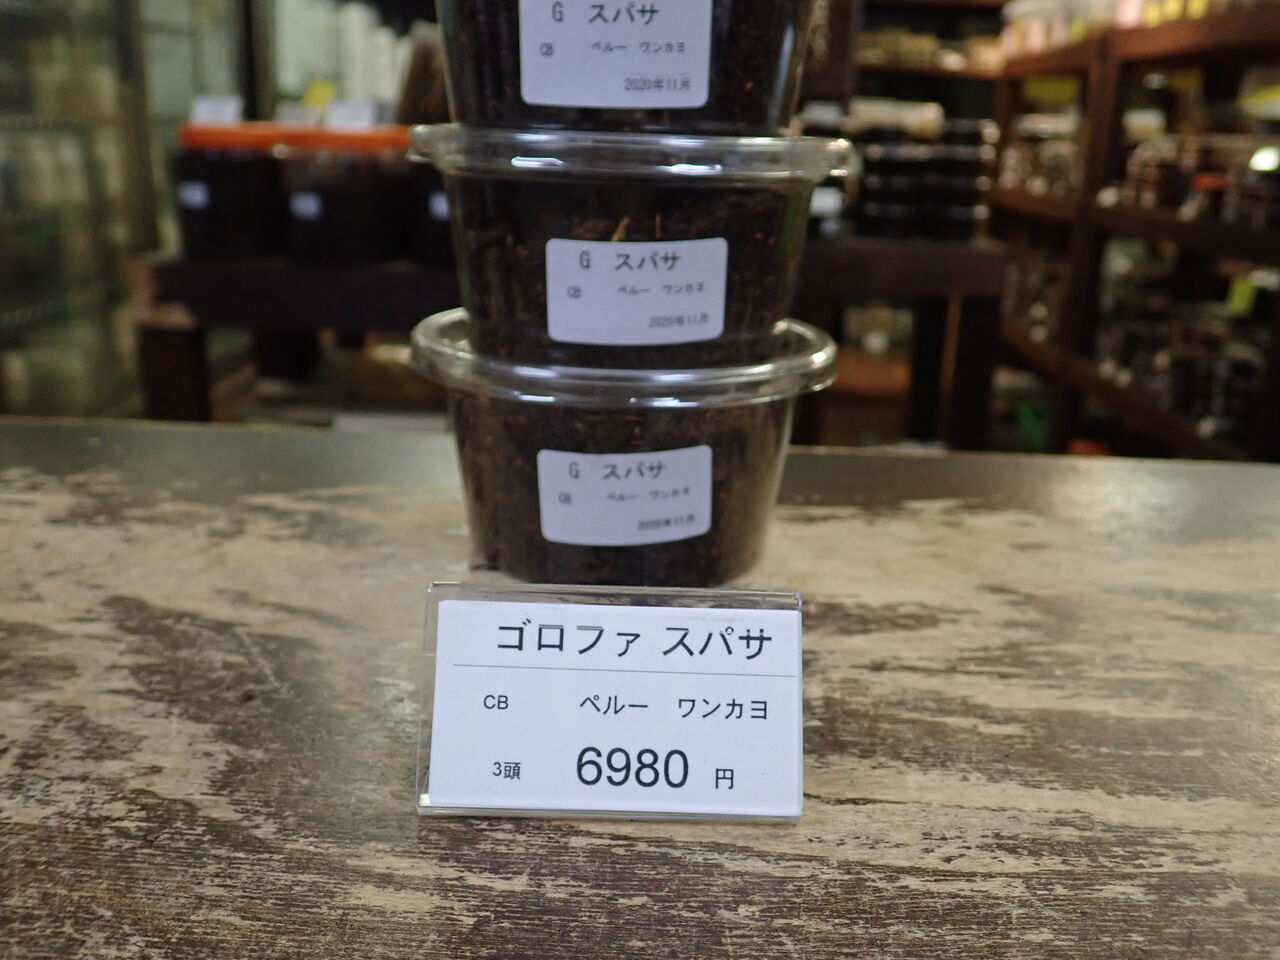 G スパサ
CB ペルー ワンカヨ
2020年11月
G スパサ
CB ペルー ワンカヨ
2020年11月
G スパサ
CB ペルー ワンカヨ
2020年11月
ゴロファ スパサ
CB ペルー ワンカヨ
3頭 6980 円